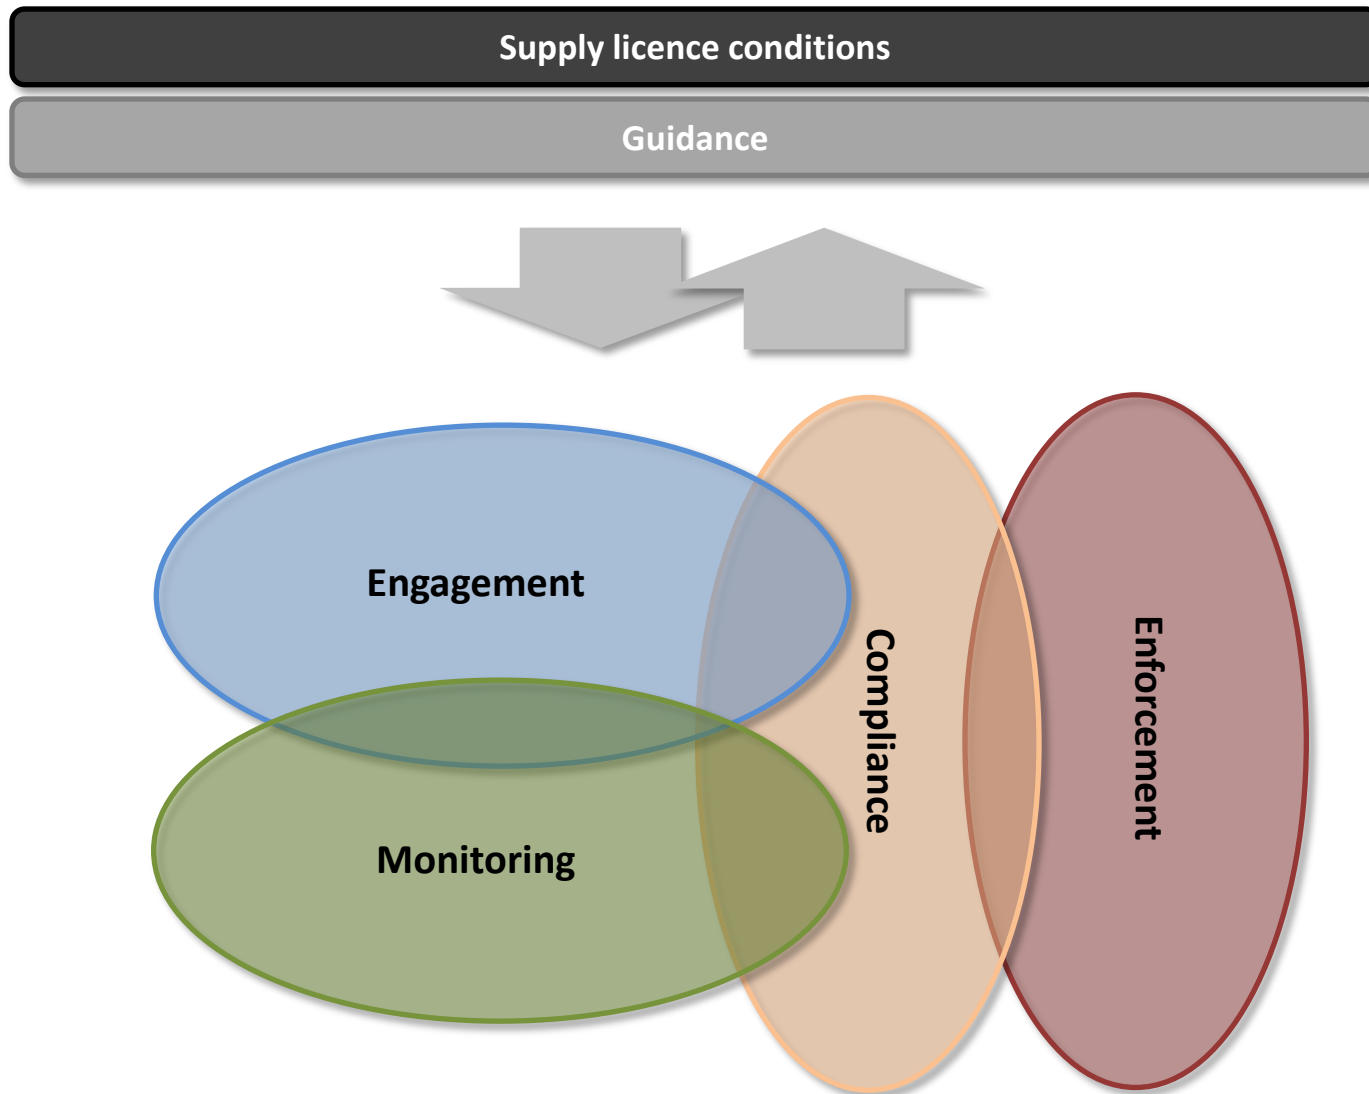 Supply licence conditions
Guidance
Engagement
Monitoring
Compliance
Enforcement